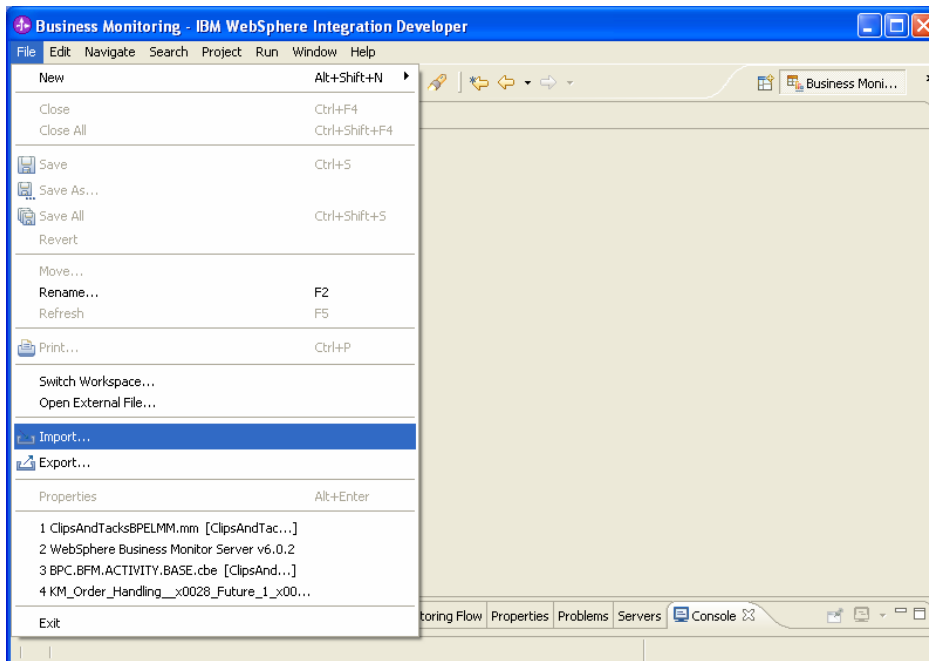 Business Monitoring - IBM WebSphere Integration Developer
File Edit Navigate Search Project Run Window Help
New Alt+Shift+N
Business Moni...
Close Ctrl+F4
Close All Ctrl+Shift+F4
Save Ctrl+S
Save As...
Save All Ctrl+Shift+S
Revert
Move...
Rename... F2
Refresh F5
Print... Ctrl+P
Switch Workspace...
Open External File...
Import...
Export...
Properties Alt+Enter
1 ClipsAndTacksBPELMM.mm [ClipsAndTac...]
2 WebSphere Business Monitor Server v6.0.2
3 BPC.BFM.ACTIVITY.BASE.cbe [ClipsAnd...]
4 KM_Order_Handling__x0028_Future_1_x00...
Exit
toring Flow Properties Problems Servers Console